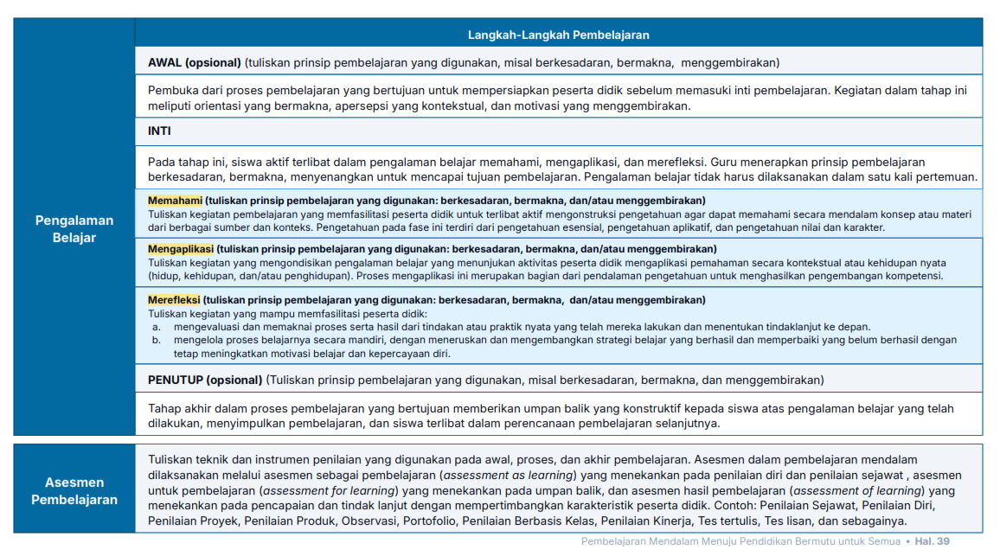 Langkah-Langkah Pembelajaran
Pengalaman
Belajar
AWAL (opsional) (tuliskan prinsip pembelajaran yang digunakan, misal berkesadaran, bermakna, menggembirakan)
Pembuka dari proses pembelajaran yang bertujuan untuk mempersiapkan peserta didik sebelum memasuki inti pembelajaran. Kegiatan dalam tahap ini
meliputi orientasi yang bermakna, apersepsi yang kontekstual, dan motivasi yang menggembirakan.
INTI
Pada tahap ini, siswa aktif terlibat dalam pengalaman belajar memahami, mengaplikasi, dan merefleksi. Guru menerapkan prinsip pembelajaran
berkesadaran, bermakna, menyenangkan untuk mencapai tujuan pembelajaran. Pengalaman belajar tidak harus dilaksanakan dalam satu kali pertemuan.
Memahami (tuliskan prinsip pembelajaran yang digunakan: berkesadaran, bermakna, dan/atau menggembirakan)
Tuliskan kegiatan pembelajaran yang memfasilitasi peserta didik untuk terlibat aktif mengonstruksi pengetahuan agar dapat memahami secara mendalam konsep atau materi
dari berbagai sumber dan konteks. Pengetahuan pada fase ini terdiri dari pengetahuan esensial, pengetahuan aplikatif, dan pengetahuan nilai dan karakter.
Mengaplikasi (tuliskan prinsip pembelajaran yang digunakan: berkesadaran, bermakna, dan/atau menggembirakan)
Tuliskan kegiatan yang mengondisikan pengalaman belajar yang menunjukan aktivitas peserta didik mengaplikasi pemahaman secara kontekstual atau kehidupan nyata
(hidup, kehidupan, dan/atau penghidupan). Proses mengaplikasi ini merupakan bagian dari pendalaman pengetahuan untuk menghasilkan pengembangan kompetensi.
Merefleksi (tuliskan prinsip pembelajaran yang digunakan: berkesadaran, bermakna, dan/atau menggembirakan)
Tuliskan kegiatan yang mampu memfasilitasi peserta didik:
a. mengevaluasi dan memaknai proses serta hasil dari tindakan atau praktik nyata yang telah mereka lakukan dan menentukan tindaklanjut ke depan.
b. mengelola proses belajarnya secara mandiri, dengan meneruskan dan mengembangkan strategi belajar yang berhasil dan memperbaiki yang belum berhasil dengan
tetap meningkatkan motivasi belajar dan kepercayaan diri.
PENUTUP (opsional) (Tuliskan prinsip pembelajaran yang digunakan, misal berkesadaran, bermakna, dan menggembirakan)
Tahap akhir dalam proses pembelajaran yang bertujuan memberikan umpan balik yang konstruktif kepada siswa atas pengalaman belajar yang telah
dilakukan, menyimpulkan pembelajaran, dan siswa terlibat dalam perencanaan pembelajaran selanjutnya.
Asesmen
Pembelajaran
Tuliskan teknik dan instrumen penilaian yang digunakan pada awal, proses, dan akhir pembelajaran. Asesmen dalam pembelajaran mendalam
dilaksanakan melalui asesmen sebagai pembelajaran (assessment as learning) yang menekankan pada penilaian diri dan penilaian sejawat , asesmen
untuk pembelajaran (assessment for learning) yang menekankan pada umpan balik, dan asesmen hasil pembelajaran (assessment of learning) yang
menekankan pada pencapaian dan tindak lanjut dengan mempertimbangkan karakteristik peserta didik. Contoh: Penilaian Sejawat, Penilaian Diri,
Penilaian Proyek, Penilaian Produk, Observasi, Portofolio, Penilaian Berbasis Kelas, Penilaian Kinerja, Tes tertulis, Tes lisan, dan sebagainya.
Pembelajaran Mendalam Menuju Pendidikan Bermutu untuk Semua • Hal. 39